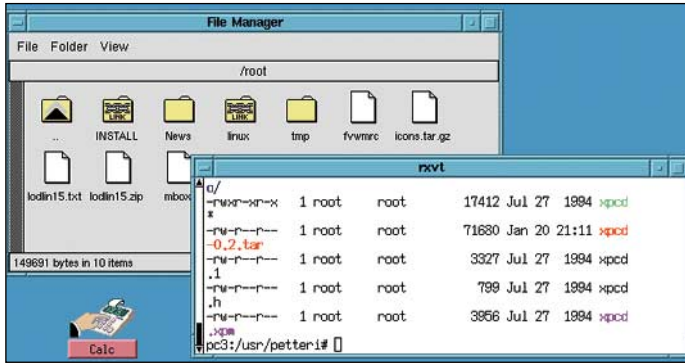 File Manager
File Folder View
/root
..
INSTALL
News
linux
tmp
fvwmrc
icons.tar.gz
LINK
LINK
lodlin15.txt
lodlin15.zip
mbox
149691 bytes in 10 items
Calc
rxvt
o/
-rwxr-xr-x 1 root root 17412 Jul 27 1994 xpcd
*
-rw-r--r-- 1 root root 71680 Jan 20 21:11 xpcd
-0.2.tar
-rw-r--r-- 1 root root 3327 Jul 27 1994 xpcd
.1
-rw-r--r-- 1 root root 799 Jul 27 1994 xpcd
.h
-rw-r--r-- 1 root root 3956 Jul 27 1994 xpcd
.xpm
pc3:/usr/petteri#